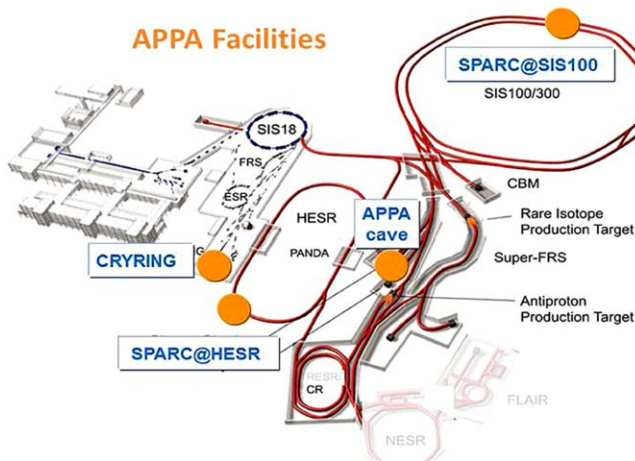 APPA Facilities
SPARC@SIS100
SIS100/300
SIS18
FRS
ESR
HESR
PANDA
APPA
cave
CBM
Rare Isotope
Production Target
Super-FRS
CRYRING
G
Antiproton
Production Target
SPARC@HESR
RESR
CR
FLAIR
NESR